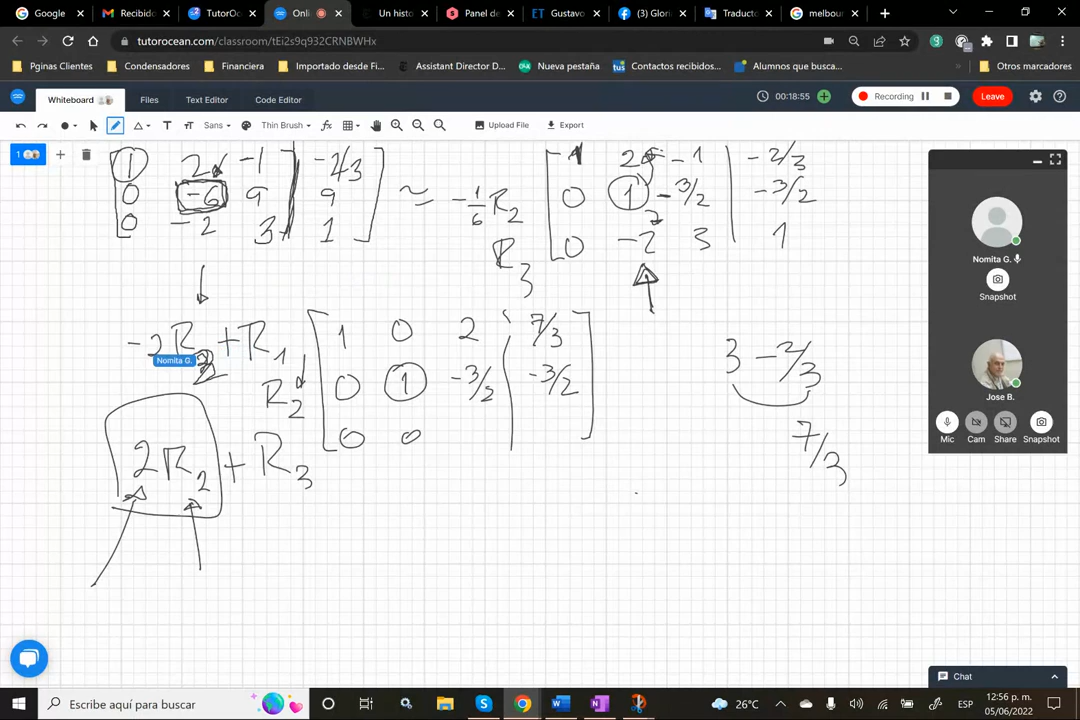 Google
Recibido
TutorOc
Onli
Un histo
Panel de
ET Gustavo
(3) Glori
Traducto
melbour
tutorocean.com/classroom/tEi2s9q932CRNBWHx
Pginas Clientes
Condensadores
Financiera
Importado desde Fi...
Assistant Director D...
Nueva pestaña
Contactos recibidos...
Alumnos que busca...
Otros marcadores
Whiteboard
Files
Text Editor
Code Editor
00:18:55
Recording
Leave
Sans
Thin Brush
Upload File
Export
1
1 2 -1 -2/3
0 -6 9 9
0 -2 3 1
≈ -1/6 R2
R3
1 2 -1 -2/3
0 1 -3/2 -3/2
0 -2 3 1
-2R2 + R1
Nomita G.
R2
2R2 + R3
1 0 2 7/3
0 1 -3/2 -3/2
0 0
3 - 2/3
7/3
Nomita G.
Snapshot
Jose B.
Mic
Cam
Share
Snapshot
Chat
Escribe aquí para buscar
26°C
ESP
12:56 p. m.
05/06/2022